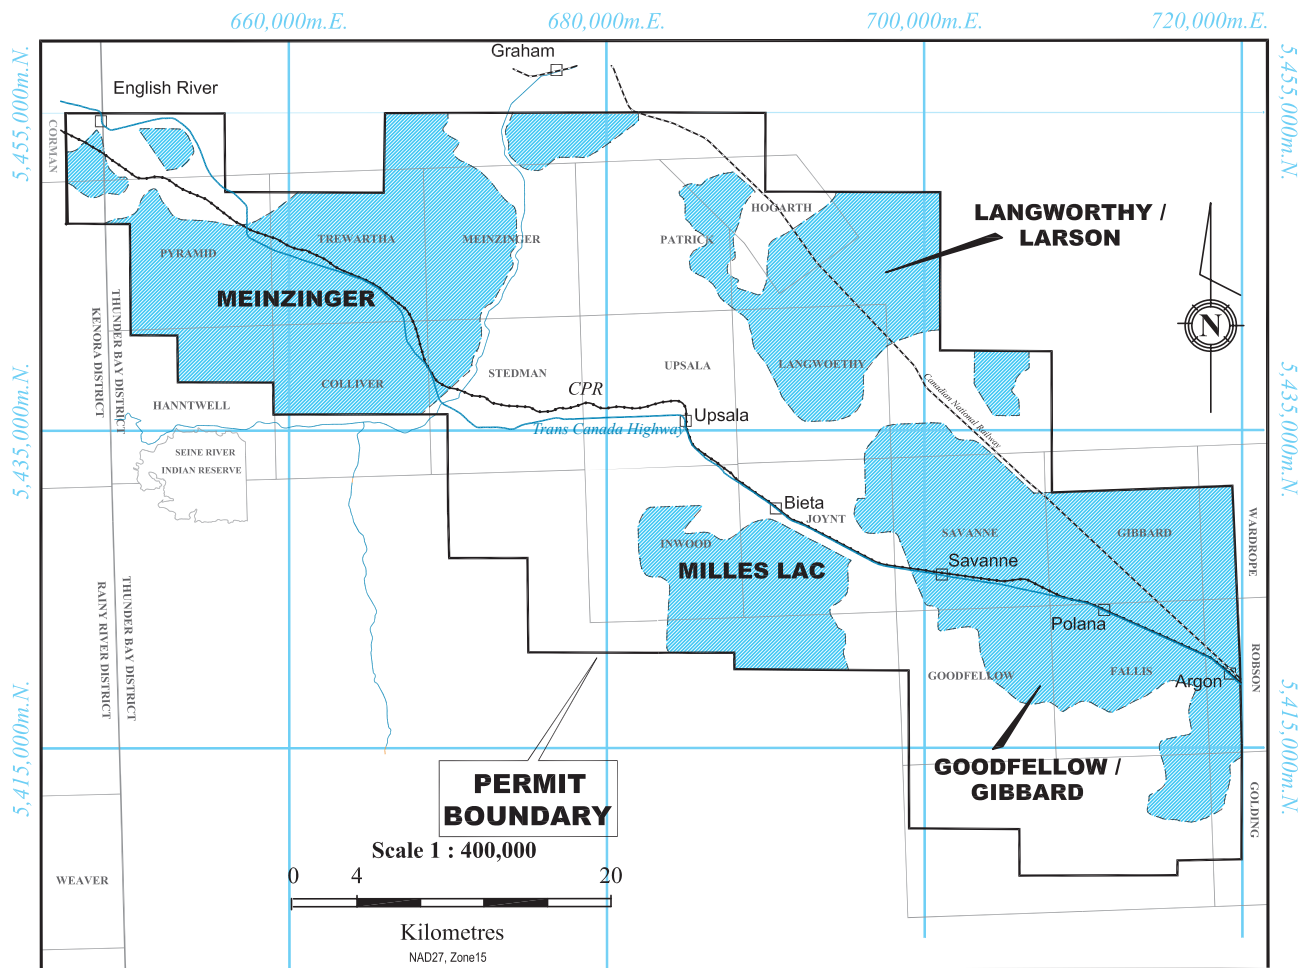 660,000m.E.
680,000m.E.
700,000m.E.
720,000m.E.
5,455,000m.N.
5,455,000m.N.
Graham
English River
CORMAN
HOGARTH
LANGWORTHY /
LARSON
PYRAMID
TREWARTHA
MEINZINGER
PATRICK
MEINZINGER
THUNDER BAY DISTRICT
KENORA DISTRICT
N
STEDMAN
UPSALA
LANGWOETHY
COLLIVER
CPR
HANNTWELL
Canadian National Railway
Upsala
Trans Canada Highway
5,435,000m.N.
5,435,000m.N.
SEINE RIVER
INDIAN RESERVE
Bieta
JOYNT
INWOOD
SAVANNE
GIBBARD
WARDROPE
MILLES LAC
Savanne
Polana
THUNDER BAY DISTRICT
RAINY RIVER DISTRICT
GOODFELLOW
FALLIS
Argon
ROBSON
5,415,000m.N.
5,415,000m.N.
GOODFELLOW /
GIBBARD
PERMIT
BOUNDARY
GOLDING
Scale 1 : 400,000
0 4 20
WEAVER
Kilometres
NAD27, Zone15